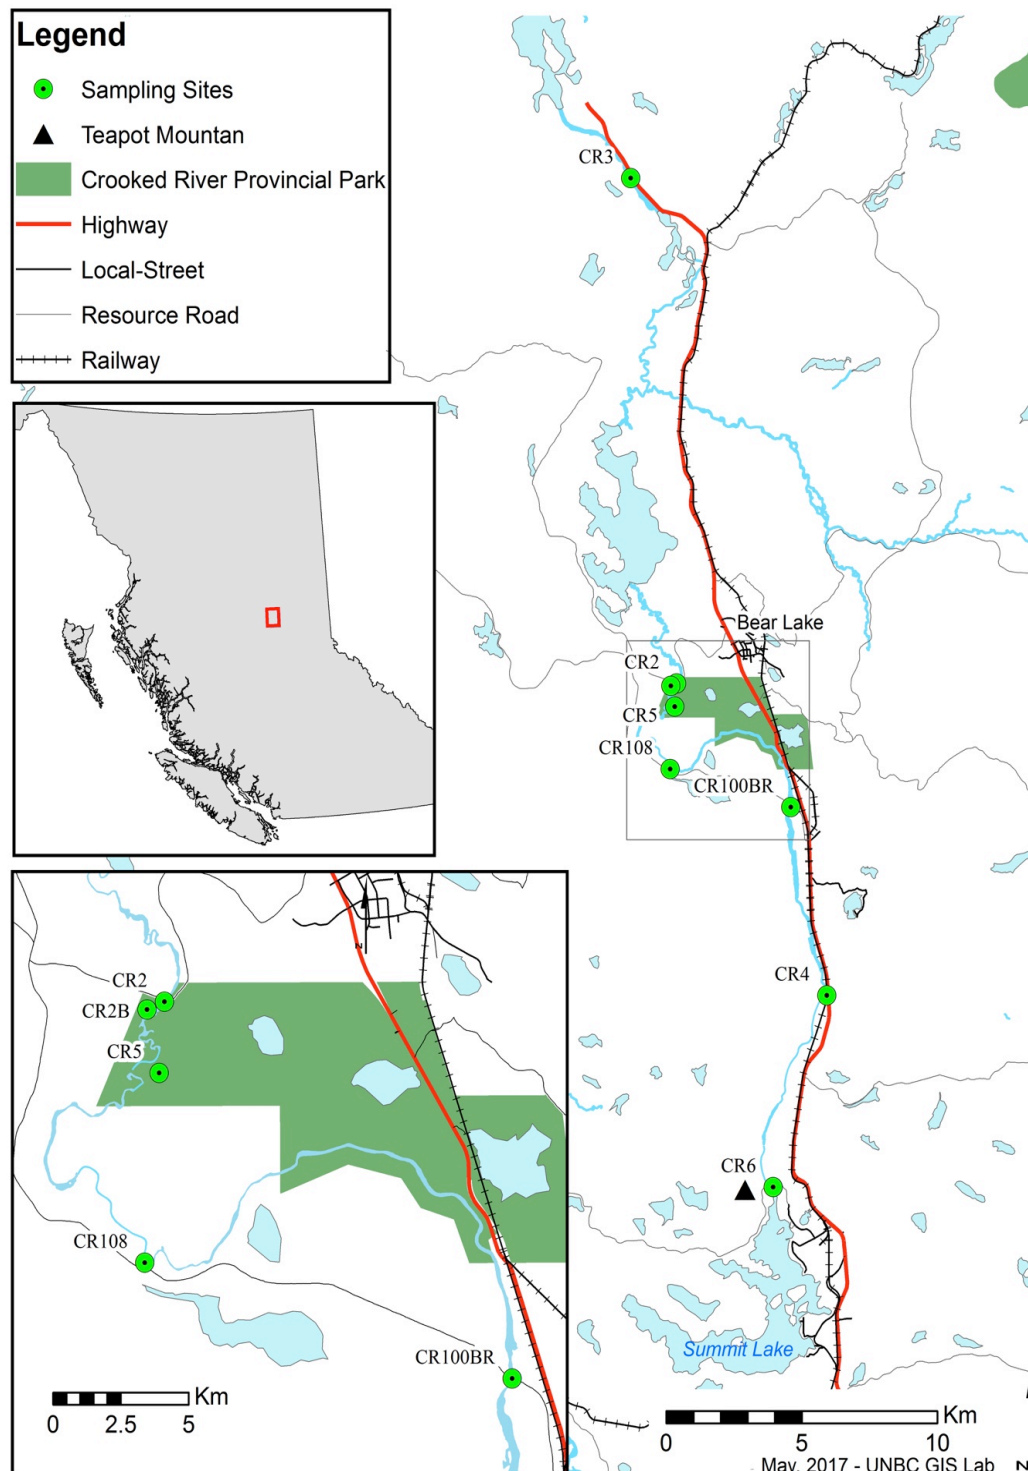 Legend
Sampling Sites
Teapot Mountan
Crooked River Provincial Park
Highway
Local-Street
Resource Road
Railway
CR3
Bear Lake
CR2
CR5
CR108
CR100BR
CR4
CR6
Summit Lake
CR2
CR2B
CR5
CR108
CR100BR
Km
0 2.5 5
Km
0 5 10
May, 2017 - UNBC GIS Lab
N
N